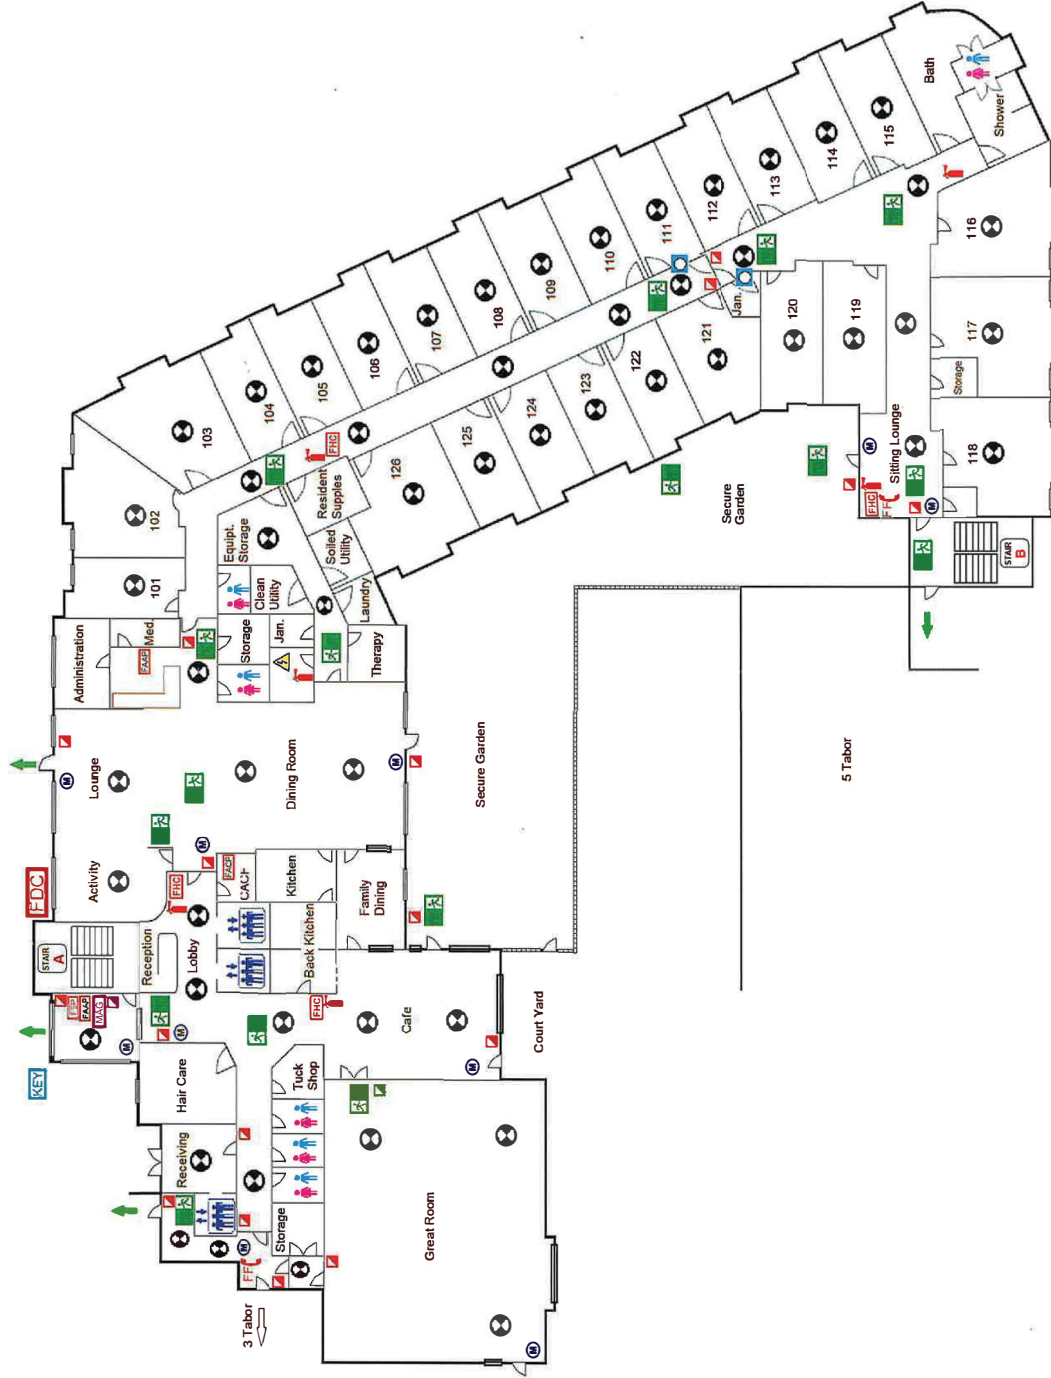 Bath
Shower
115
114
113
112
111
110
109
108
107
106
105
104
103
102
101
116
117
Storage
118
119
120
Jan.
121
122
123
124
125
126
Sitting Lounge
FHC
STAIR
B
Secure
Garden
Resident
Supples
FHC
Equipt.
Storage
Soiled
Utility
Clean
Utility
Laundry
Therapy
Storage
Jan.
Med.
FAAP
Administration
Lounge
Dining Room
Activity
M
M
M
M
M
M
M
M
M
M
Secure Garden
5 Tabor
FDC
FHC
FACP
CACF
Kitchen
Family
Dining
Back Kitchen
STAIR
A
Reception
Lobby
FHC
FAAP
MAG
KEY
Cafe
Court Yard
Hair Care
Tuck
Shop
Receiving
Storage
Great Room
3 Tabor